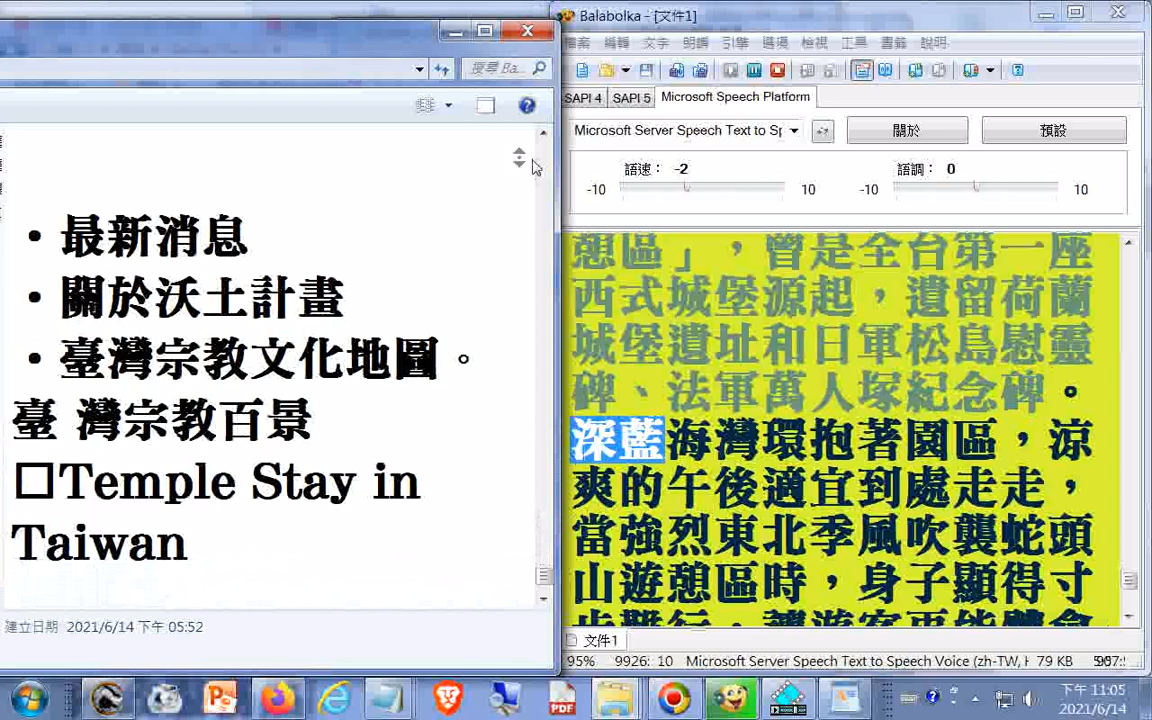 Balabolka - [文件1]
檔案 編輯 文字 朗讀 引擎 選項 檢視 工具 書籤 說明
搜尋 Ba...
SAPI 4 SAPI 5 Microsoft Speech Platform
Microsoft Server Speech Text to Sp
關於
預設
語速： -2
-10 10
語調： 0
-10 10
•最新消息
•關於沃土計畫
•臺灣宗教文化地圖。
臺 灣宗教百景
□Temple Stay in
Taiwan
建立日期 2021/6/14 下午 05:52
憩區」，曾是全台第一座
西式城堡源起，遺留荷蘭
城堡遺址和日軍松島慰靈
碑、法軍萬人塚紀念碑。
深藍海灣環抱著園區，涼
爽的午後適宜到處走走，
當強烈東北季風吹襲蛇頭
山遊憩區時，身子顯得寸
文件1
95% 9926: 10 Microsoft Server Speech Text to Speech Voice (zh-TW, 79 KB
PDF
下午 11:05
2021/6/14